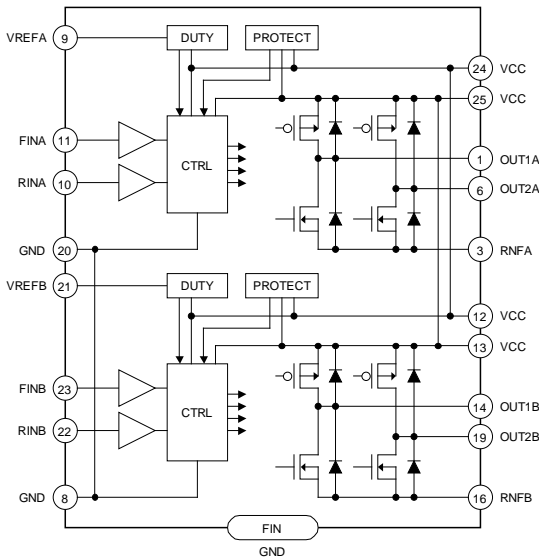 VREFA 9 DUTY PROTECT
24 VCC
25 VCC
FINA 11
CTRL
1 OUT1A
RINA 10
6 OUT2A
GND 20
3 RNFA
VREFB 21 DUTY PROTECT
12 VCC
13 VCC
FINB 23
CTRL
14 OUT1B
RINB 22
19 OUT2B
GND 8
16 RNFB
FIN
GND